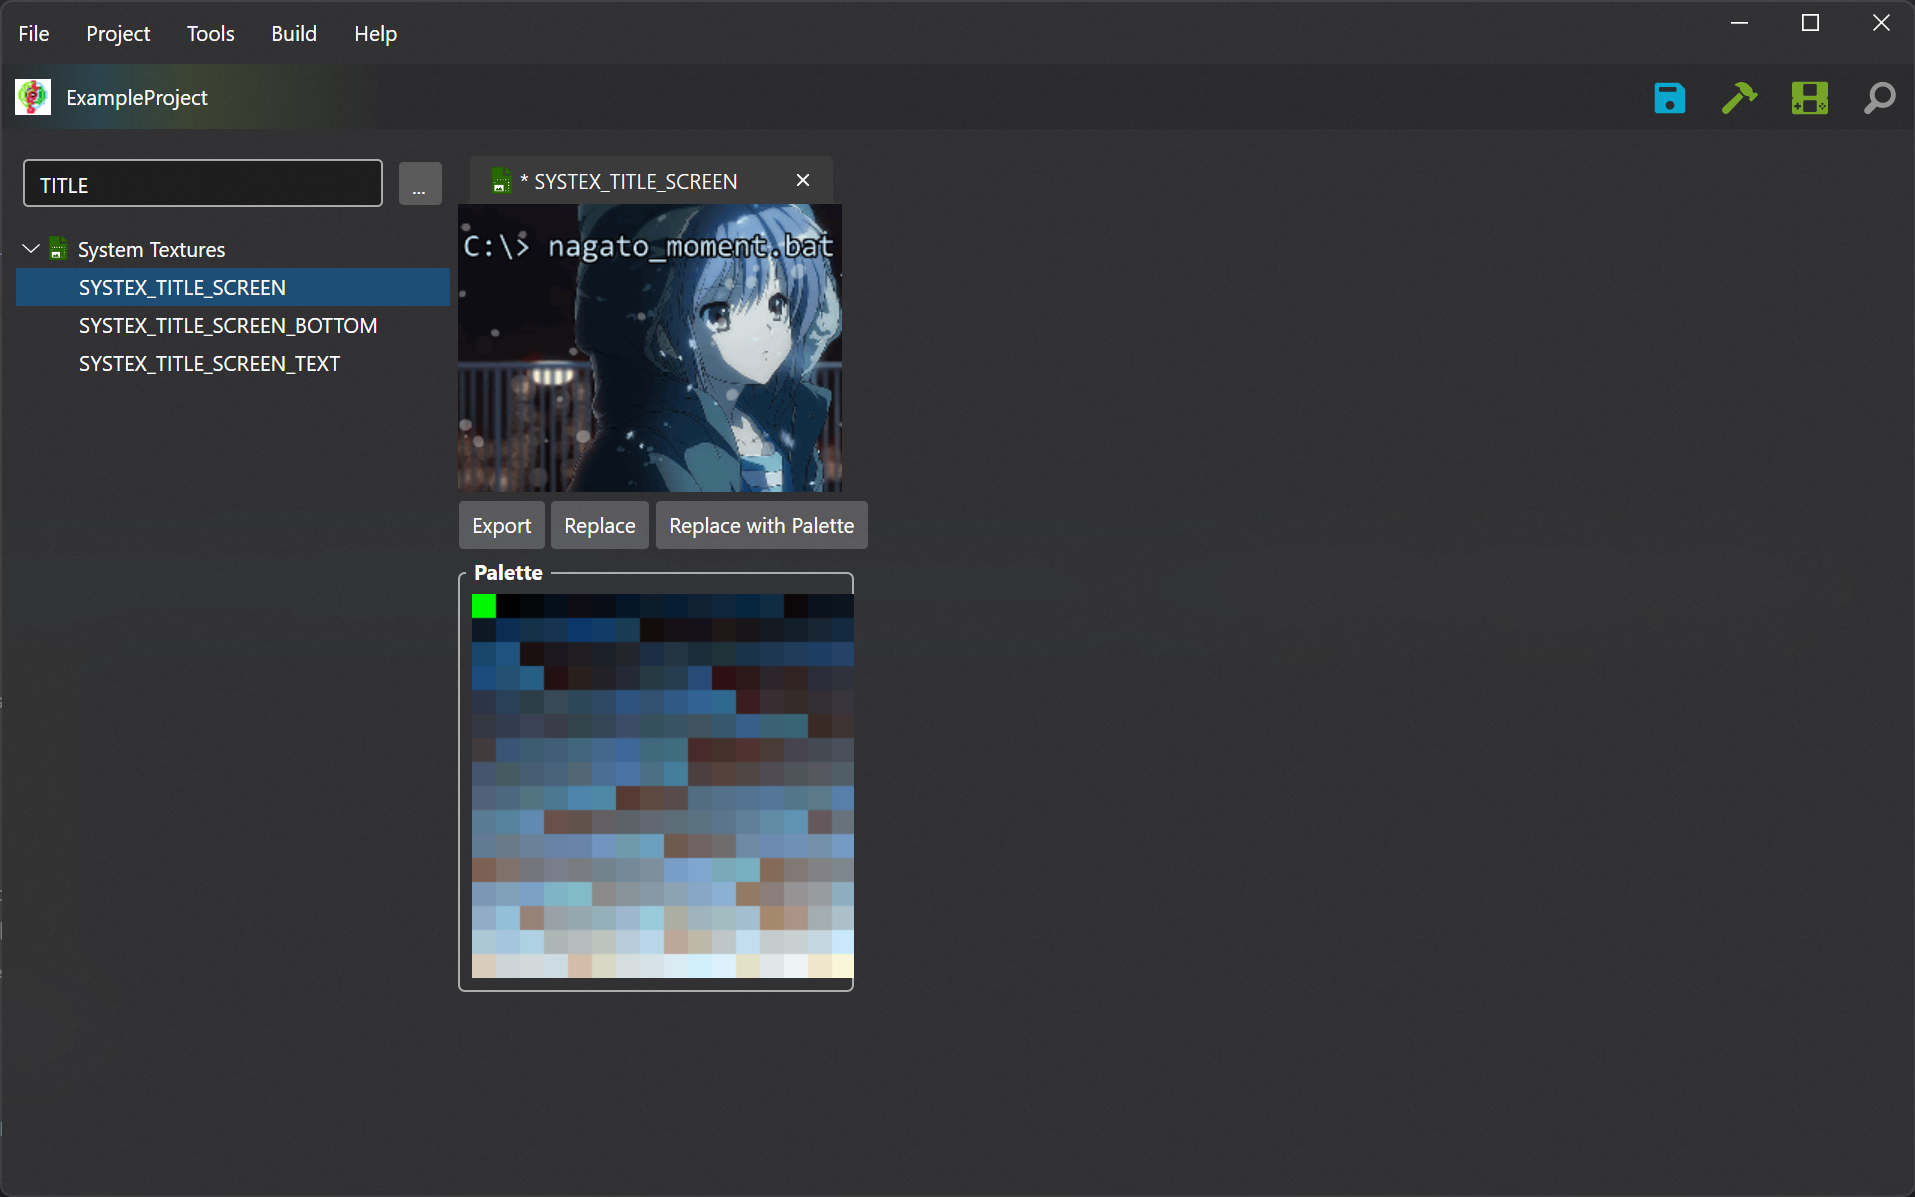 File Project Tools Build Help
ExampleProject
TITLE
...
* SYSTEX_TITLE_SCREEN
System Textures
SYSTEX_TITLE_SCREEN
SYSTEX_TITLE_SCREEN_BOTTOM
SYSTEX_TITLE_SCREEN_TEXT
C:\> nagato_moment.bat
Export Replace Replace with Palette
Palette